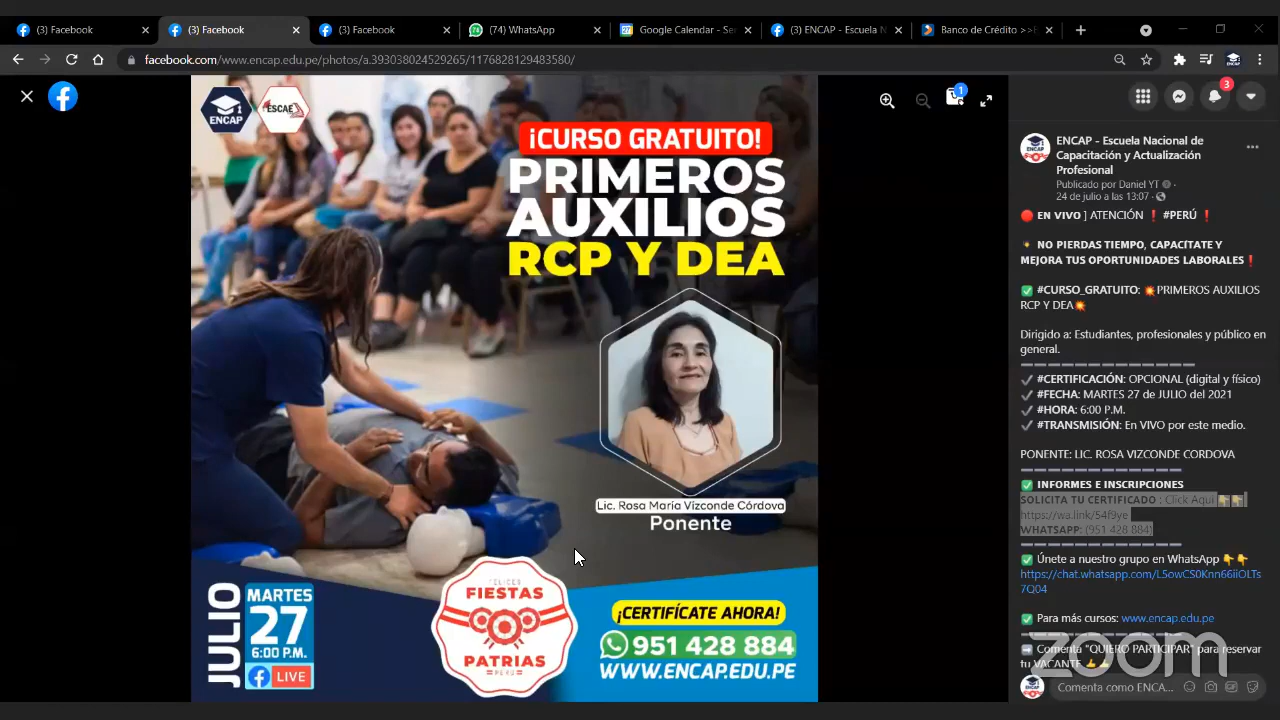 (3) Facebook
(3) Facebook
(3) Facebook
(74) WhatsApp
Google Calendar - Se
(3) ENCAP - Escuela N
Banco de Crédito >>E
facebook.com/www.encap.edu.pe/photos/a.393038024529265/1176828129483580/
ENCAP
ESCAE
¡CURSO GRATUITO!
PRIMEROS
AUXILIOS
RCP Y DEA
Lic. Rosa María Vizconde Córdova
Ponente
JULIO
MARTES
27
6:00 P.M.
LIVE
FELICES
FIESTAS
PATRIAS
PERÚ
¡CERTIFÍCATE AHORA!
951 428 884
WWW.ENCAP.EDU.PE
1
3
ENCAP - Escuela Nacional de
Capacitación y Actualización
Profesional
Publicado por Daniel YT ·
24 de julio a las 13:07 ·
🔴 EN VIVO ] ATENCIÓN ❗ #PERÚ ❗
NO PIERDAS TIEMPO, CAPACÍTATE Y
MEJORA TUS OPORTUNIDADES LABORALES❗
✅ #CURSO_GRATUITO: 💥PRIMEROS AUXILIOS
RCP Y DEA💥
Dirigido a: Estudiantes, profesionales y público en
general.
✔ #CERTIFICACIÓN: OPCIONAL (digital y físico)
✔ #FECHA: MARTES 27 de JULIO del 2021
✔ #HORA: 6:00 P.M.
✔ #TRANSMISIÓN: En VIVO por este medio.
PONENTE: LIC. ROSA VIZCONDE CORDOVA
✅ INFORMES E INSCRIPCIONES
SOLICITA TU CERTIFICADO : Click Aquí 👇👇
https://wa.link/54f9ye
WHATSAPP: (951 428 884)
✅ Únete a nuestro grupo en WhatsApp 👇👇
https://chat.whatsapp.com/L5owCS0Knn66iiOLTs
7Q04
✅ Para más cursos: www.encap.edu.pe
➡ Comenta "QUIERO PARTICIPAR" para reservar
tu VACANTE 👍👍
zoom
Comenta como ENCA...